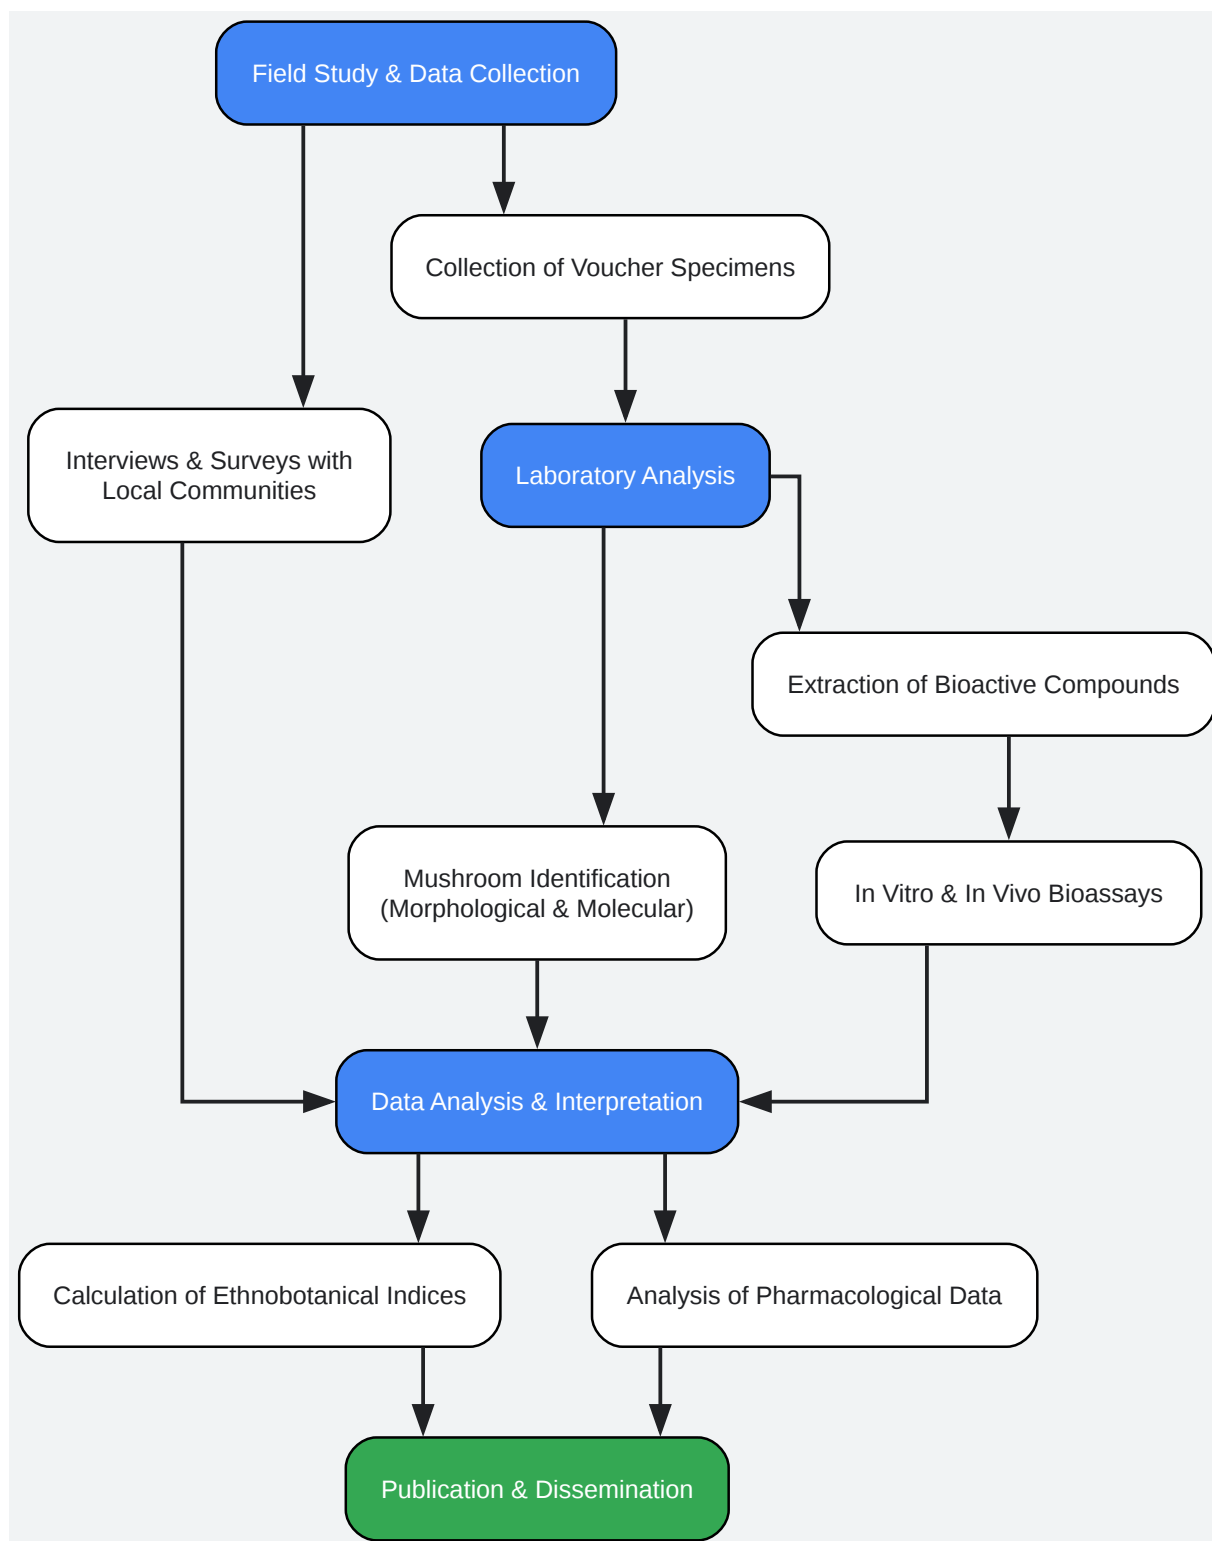 Field Study & Data Collection
Collection of Voucher Specimens
Interviews & Surveys with
Local Communities
Laboratory Analysis
Extraction of Bioactive Compounds
Mushroom Identification
(Morphological & Molecular)
In Vitro & In Vivo Bioassays
Data Analysis & Interpretation
Calculation of Ethnobotanical Indices
Analysis of Pharmacological Data
Publication & Dissemination